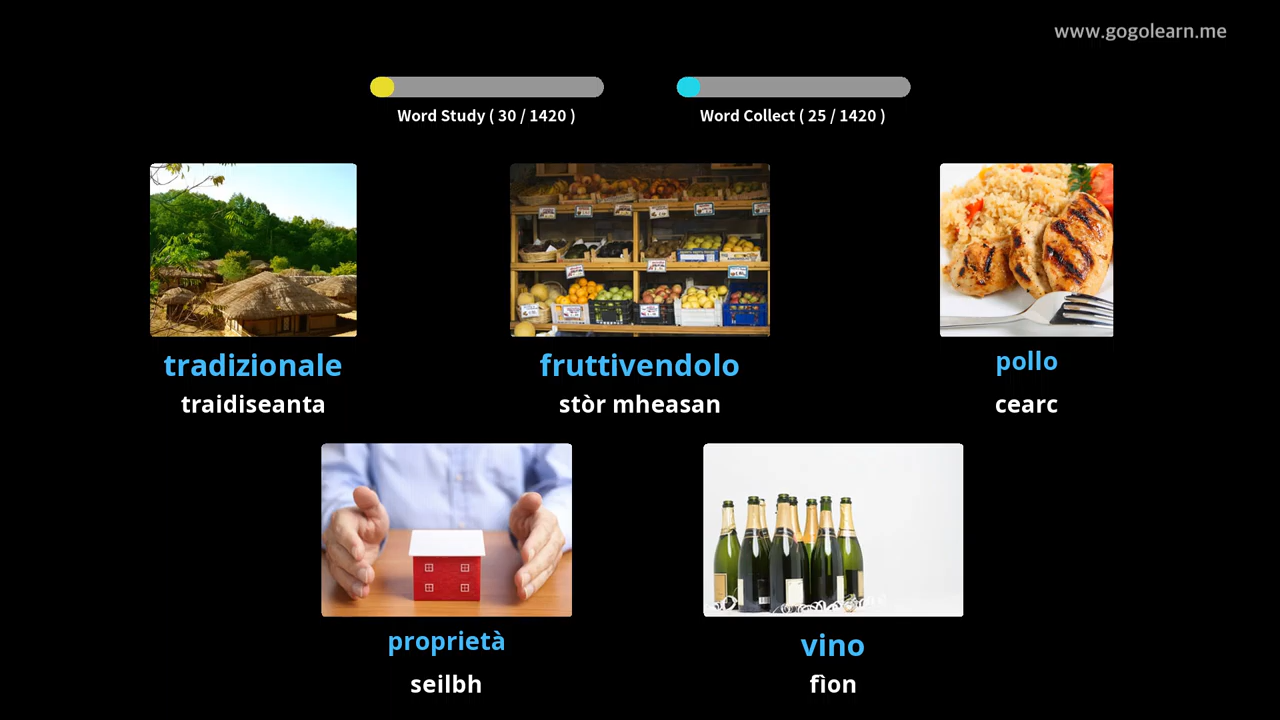 www.gogolearn.me
Word Study ( 30 / 1420 )
Word Collect ( 25 / 1420 )
tradizionale
traidiseanta
fruttivendolo
stòr mheasan
pollo
cearc
proprietà
seilbh
vino
fìon